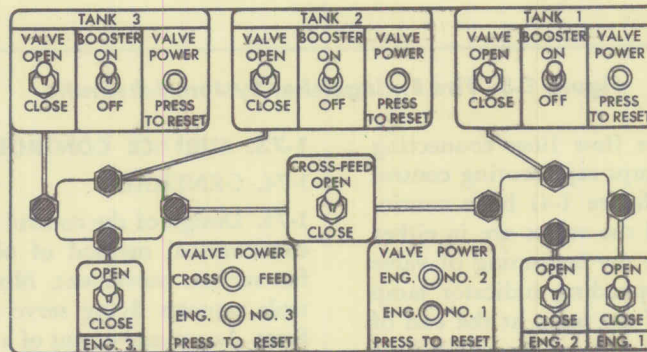 TANK 3
VALVE
OPEN
CLOSE
BOOSTER
ON
OFF
VALVE
POWER
PRESS
TO RESET
TANK 2
VALVE
OPEN
CLOSE
BOOSTER
ON
OFF
VALVE
POWER
PRESS
TO RESET
TANK 1
VALVE
OPEN
CLOSE
BOOSTER
ON
OFF
VALVE
POWER
PRESS
TO RESET
CROSS-FEED
OPEN
CLOSE
OPEN
CLOSE
ENG. 3.
VALVE POWER
CROSS FEED
ENG. NO. 3
PRESS TO RESET
VALVE POWER
ENG. NO. 2
ENG. NO. 1
PRESS TO RESET
OPEN
CLOSE
ENG. 2
OPEN
CLOSE
ENG. 1